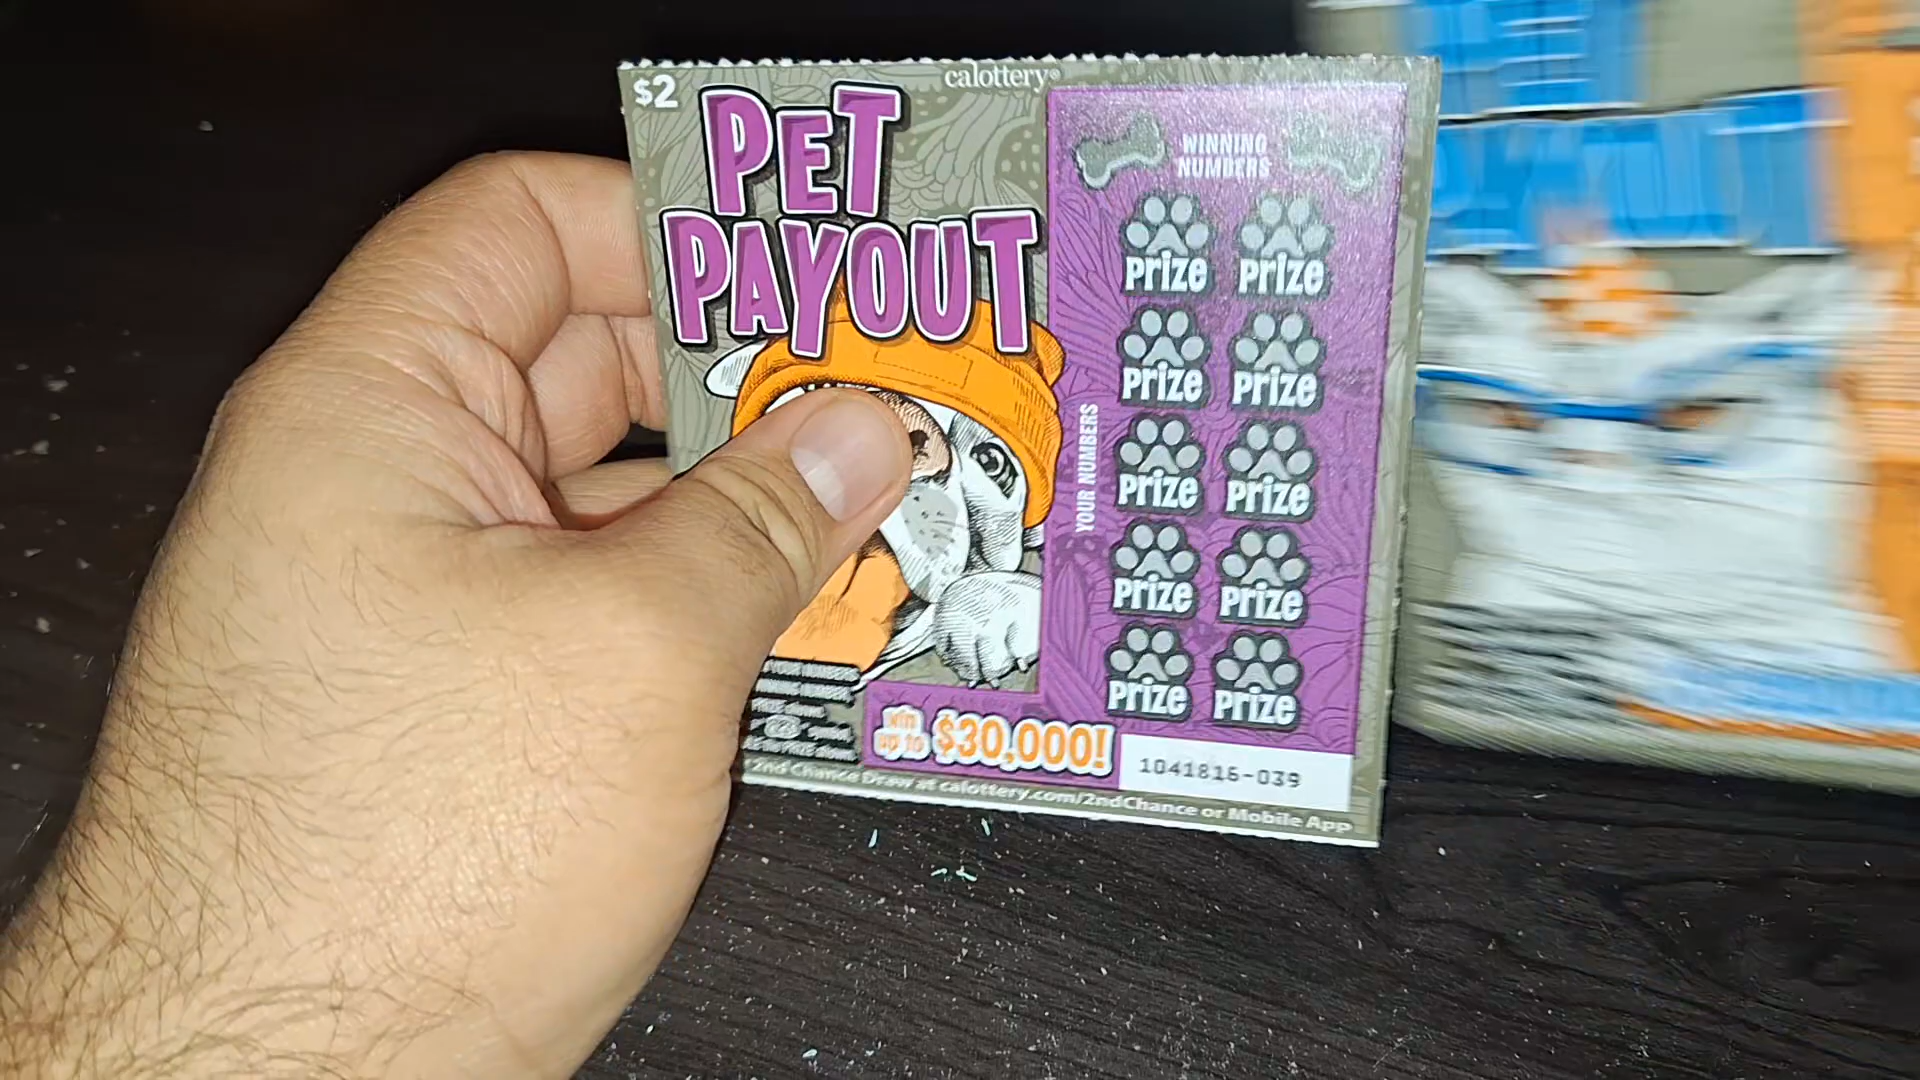 $2
calottery®
PET
PAYOUT
WINNING
NUMBERS
prize prize
prize prize
YOUR NUMBERS
prize prize
prize prize
prize prize
win
up to $30,000!
1041816-039
2nd Chance Draw at calottery.com/2ndChance or Mobile App